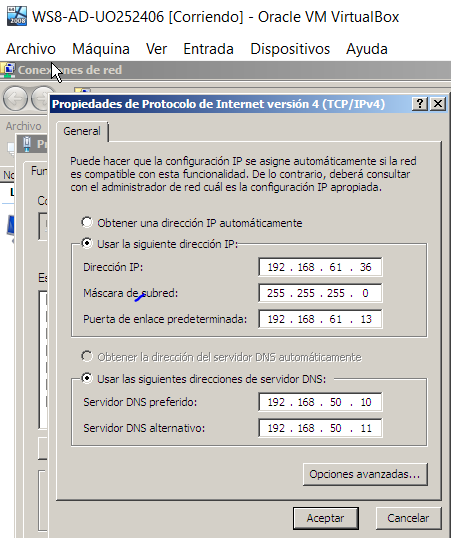 WS8-AD-UO252406 [Corriendo] - Oracle VM VirtualBox
Archivo Máquina Ver Entrada Dispositivos Ayuda
Conexiones de red
Propiedades de Protocolo de Internet versión 4 (TCP/IPv4)
Archivo
General
Puede hacer que la configuración IP se asigne automáticamente si la red
es compatible con esta funcionalidad. De lo contrario, deberá consultar
con el administrador de red cuál es la configuración IP apropiada.
Obtener una dirección IP automáticamente
Usar la siguiente dirección IP:
Dirección IP: 192 . 168 . 61 . 36
Máscara de subred: 255 . 255 . 255 . 0
Puerta de enlace predeterminada: 192 . 168 . 61 . 13
Obtener la dirección del servidor DNS automáticamente
Usar las siguientes direcciones de servidor DNS:
Servidor DNS preferido: 192 . 168 . 50 . 10
Servidor DNS alternativo: 192 . 168 . 50 . 11
Opciones avanzadas...
Aceptar Cancelar